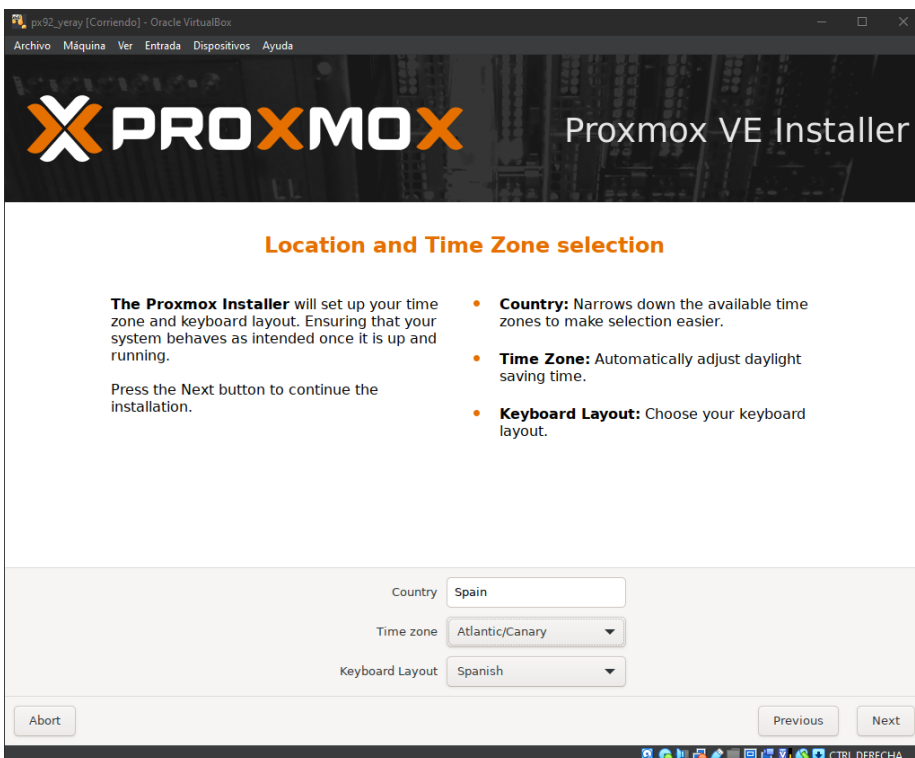 px92_yeray [Corriendo] - Oracle VirtualBox
Archivo Máquina Ver Entrada Dispositivos Ayuda
PROXMOX
Proxmox VE Installer
Location and Time Zone selection
The Proxmox Installer will set up your time
zone and keyboard layout. Ensuring that your
system behaves as intended once it is up and
running.
Press the Next button to continue the
installation.
Country: Narrows down the available time
zones to make selection easier.
Time Zone: Automatically adjust daylight
saving time.
Keyboard Layout: Choose your keyboard
layout.
Country Spain
Time zone Atlantic/Canary
Keyboard Layout Spanish
Abort Previous Next
CTRL DERECHA